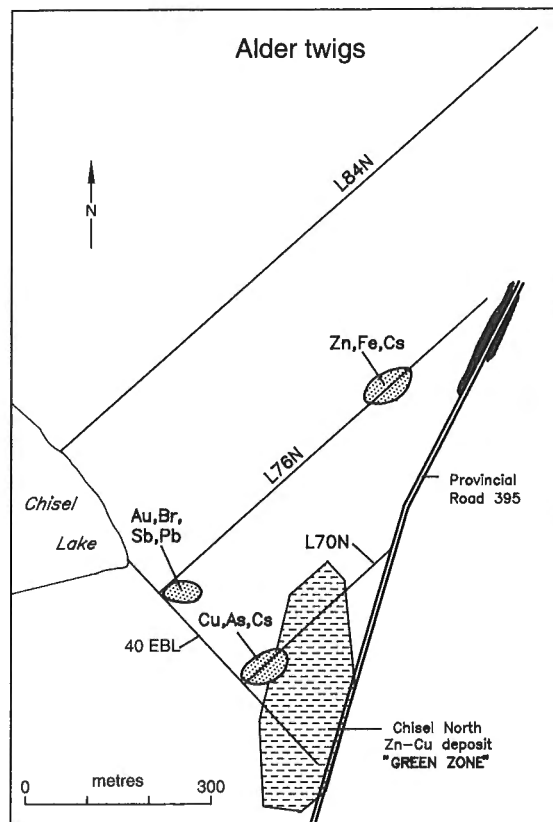 Alder twigs
L84N
N
Zn,Fe,Cs
L76N
Provincial
Road 395
Chisel
Lake
Au,Br,
Sb,Pb
L70N
Cu,As,Cs
40 EBL
Chisel North
Zn-Cu deposit
"GREEN ZONE"
metres
0 300